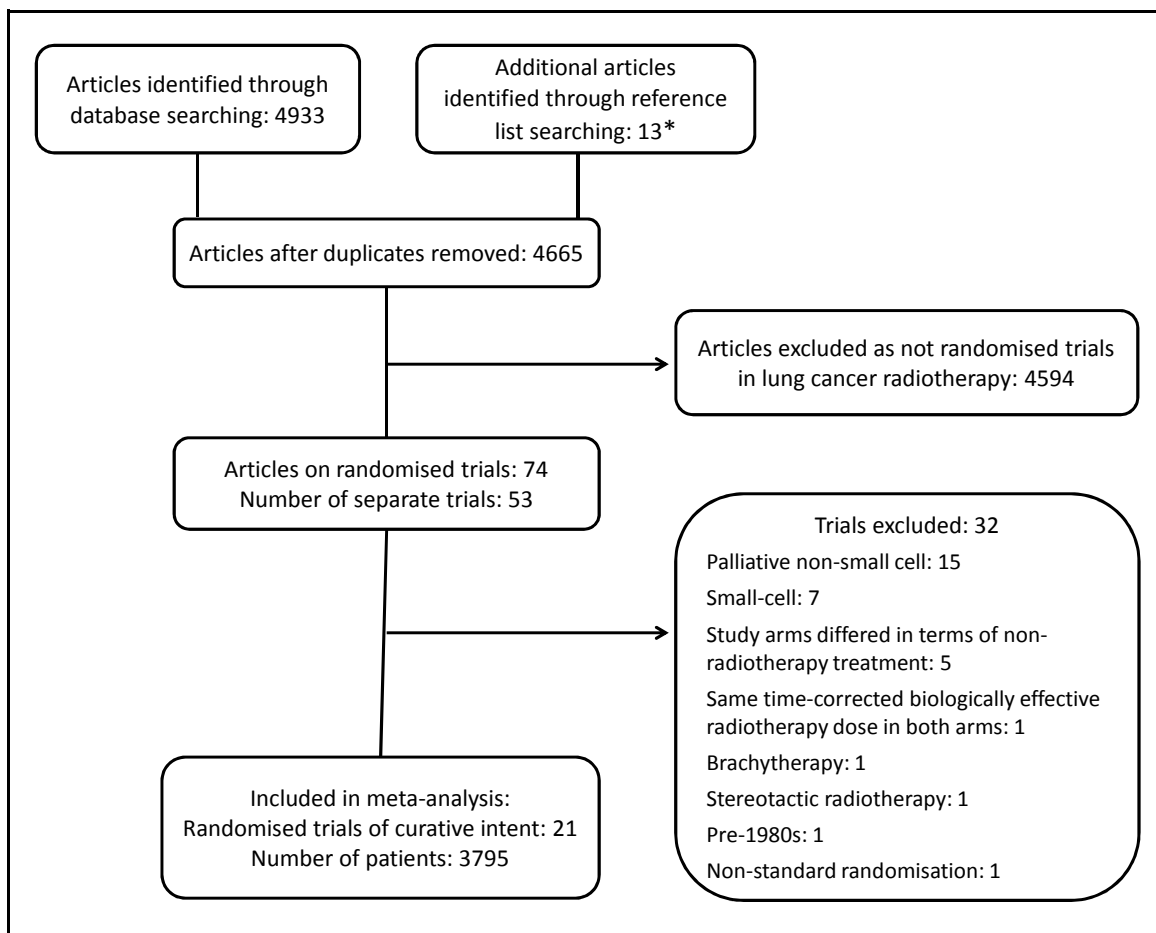 Articles identified through
database searching: 4933
Additional articles
identified through reference
list searching: 13*
Articles after duplicates removed: 4665
Articles excluded as not randomised trials
in lung cancer radiotherapy: 4594
Articles on randomised trials: 74
Number of separate trials: 53
Trials excluded: 32
Palliative non-small cell: 15
Small-cell: 7
Study arms differed in terms of non-
radiotherapy treatment: 5
Same time-corrected biologically effective
radiotherapy dose in both arms: 1
Brachytherapy: 1
Stereotactic radiotherapy: 1
Pre-1980s: 1
Non-standard randomisation: 1
Included in meta-analysis:
Randomised trials of curative intent: 21
Number of patients: 3795